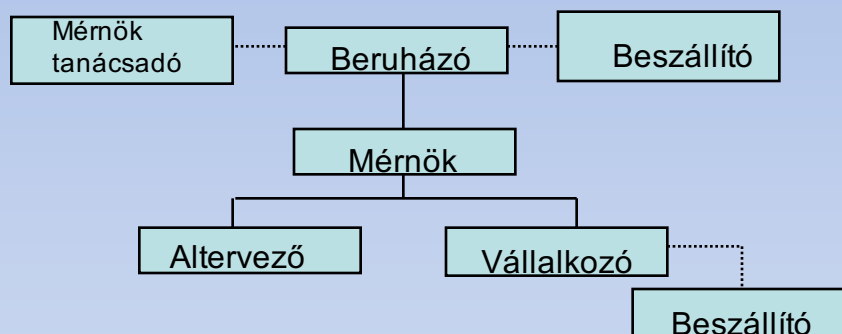 Mérnök
tanácsadó
Beruházó
Beszállító
Mérnök
Altervező
Vállalkozó
Beszállító